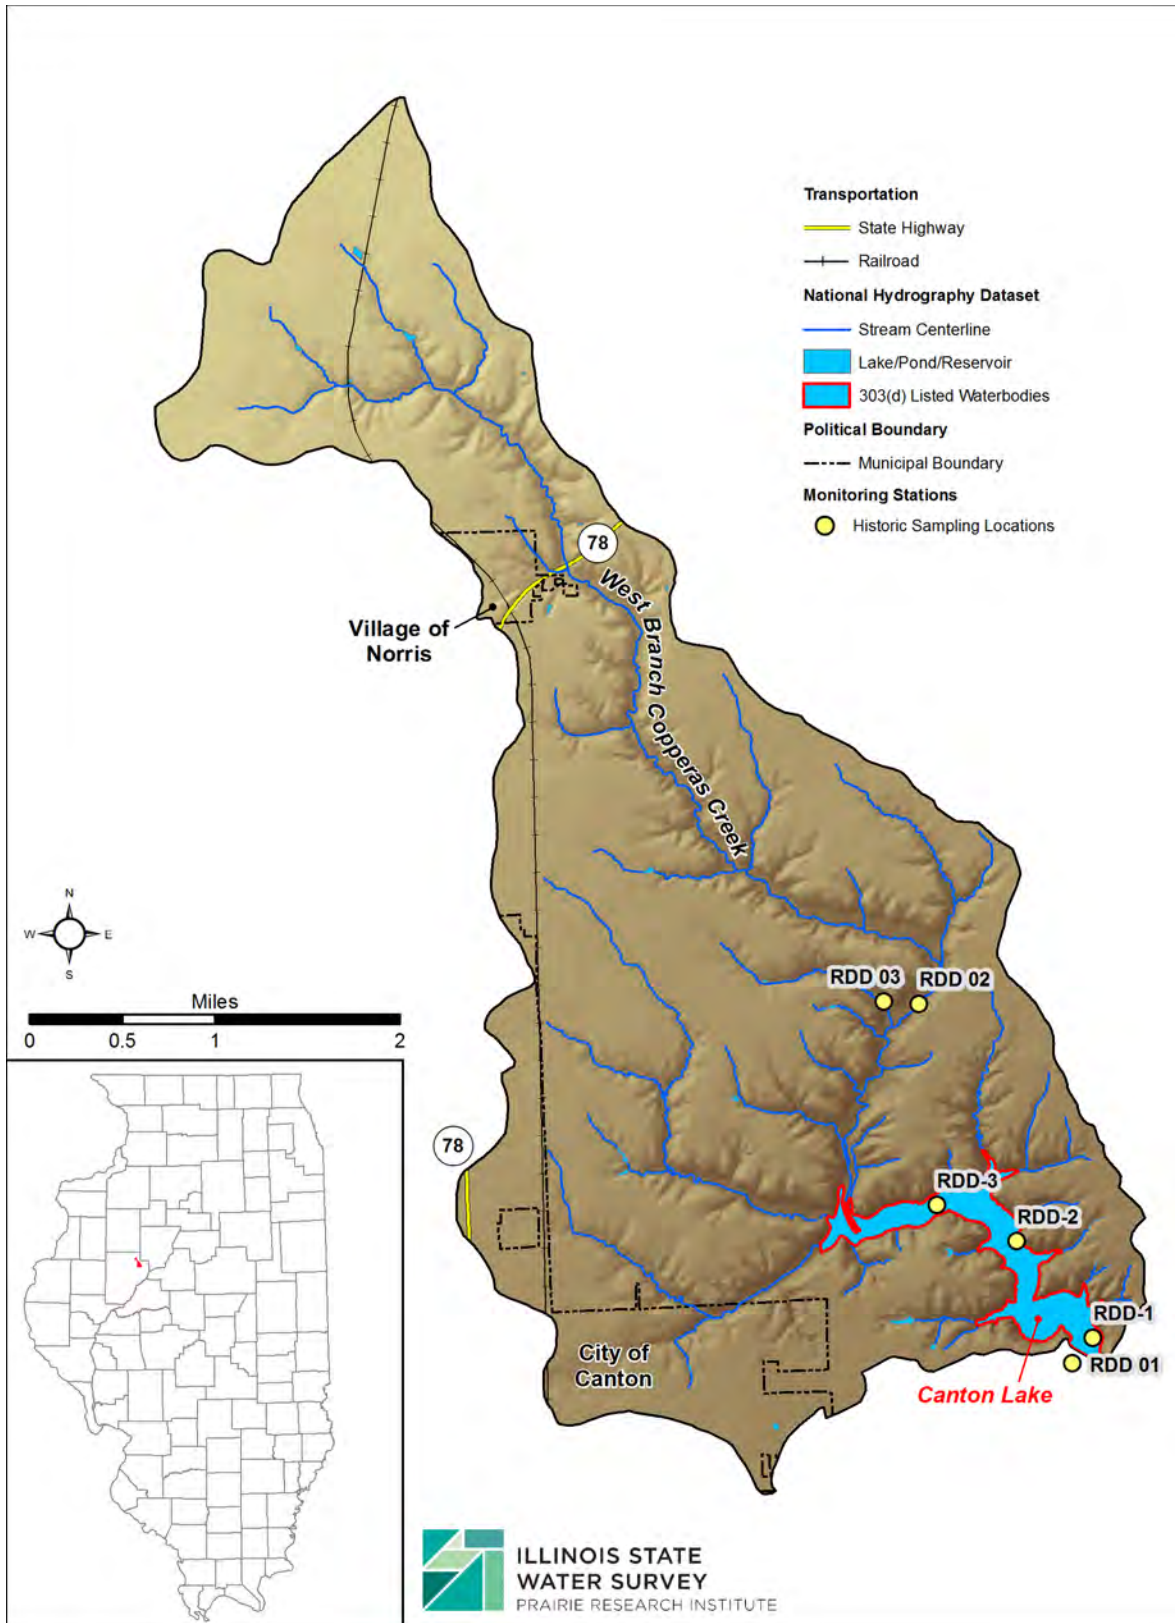 Transportation
State Highway
Railroad
National Hydrography Dataset
Stream Centerline
Lake/Pond/Reservoir
303(d) Listed Waterbodies
Political Boundary
Municipal Boundary
Monitoring Stations
Historic Sampling Locations
78
Village of
Norris
West Branch Copperas Creek
N
W E
S
Miles
0 0.5 1 2
RDD 03
RDD 02
78
RDD-3
RDD-2
RDD-1
RDD 01
City of
Canton
Canton Lake
ILLINOIS STATE
WATER SURVEY
PRAIRIE RESEARCH INSTITUTE